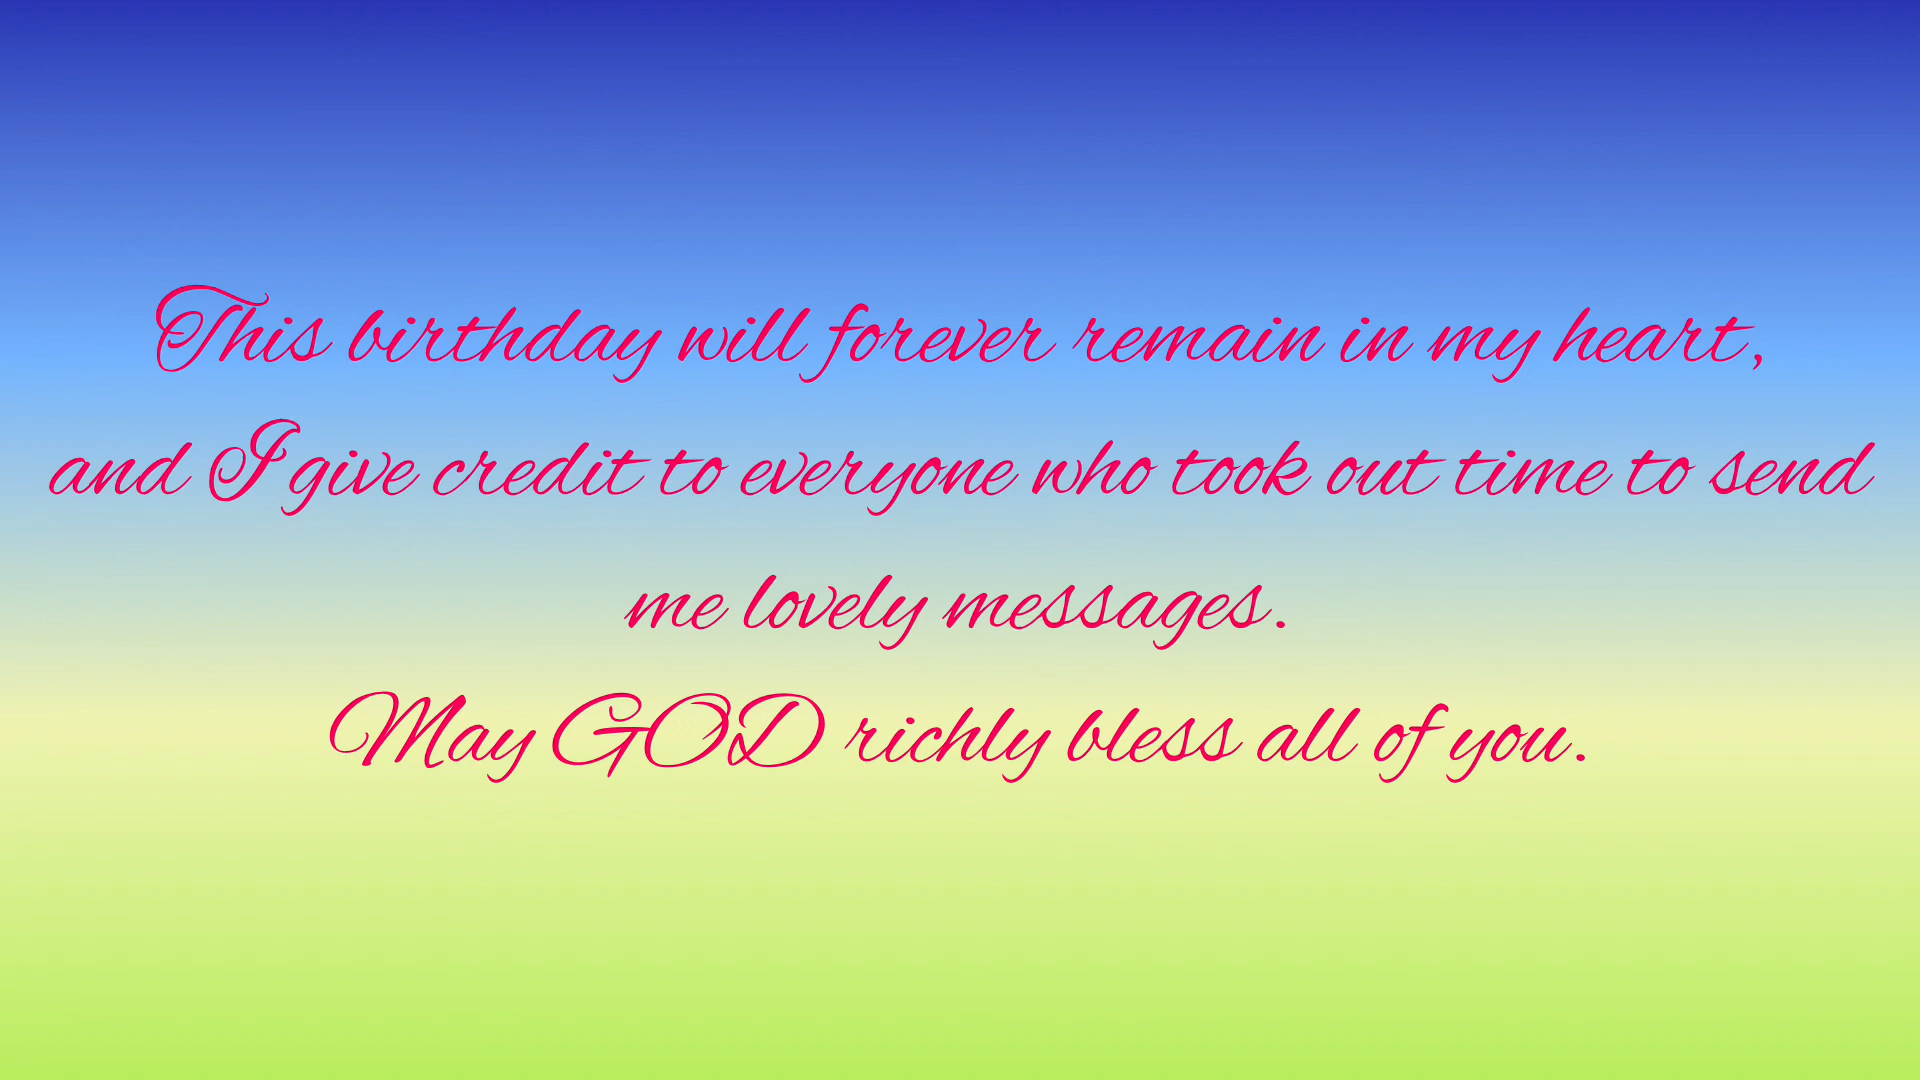 This birthday will forever remain in my heart,
and I give credit to everyone who took out time to send
me lovely messages.
May GOD richly bless all of you.